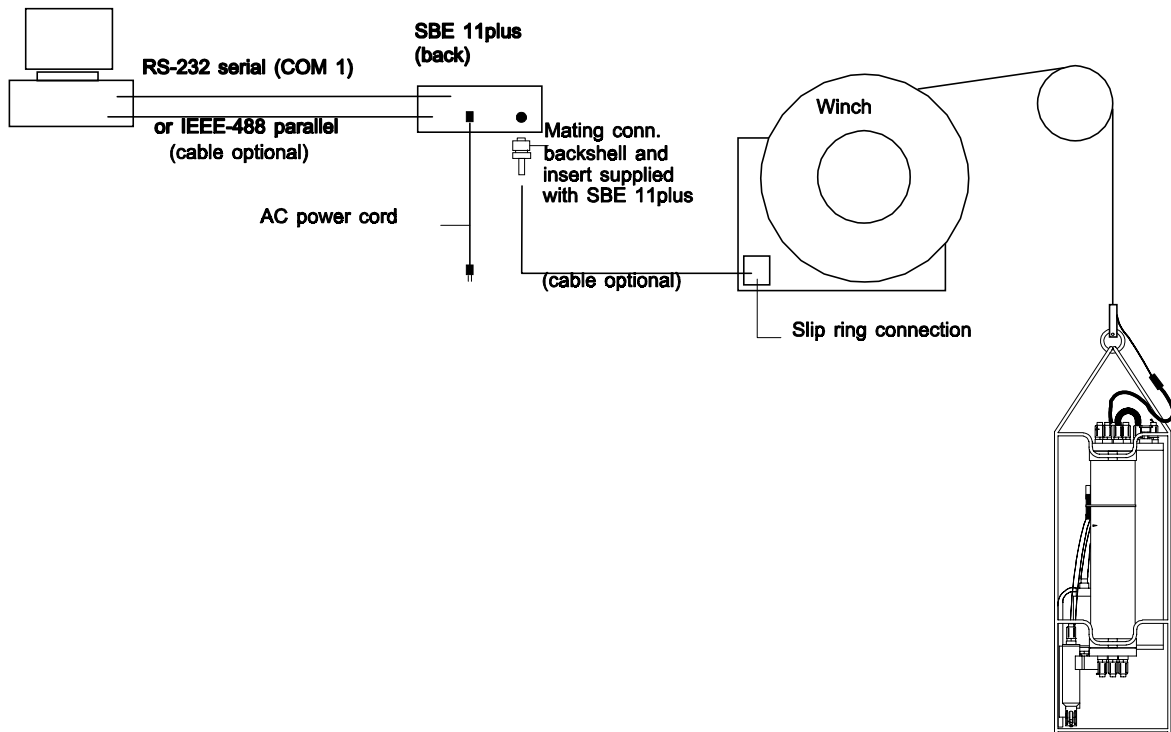 SBE 11plus
(back)
RS-232 serial (COM 1)
or IEEE-488 parallel
(cable optional)
Winch
Mating conn.
backshell and
insert supplied
with SBE 11plus
AC power cord
(cable optional)
Slip ring connection